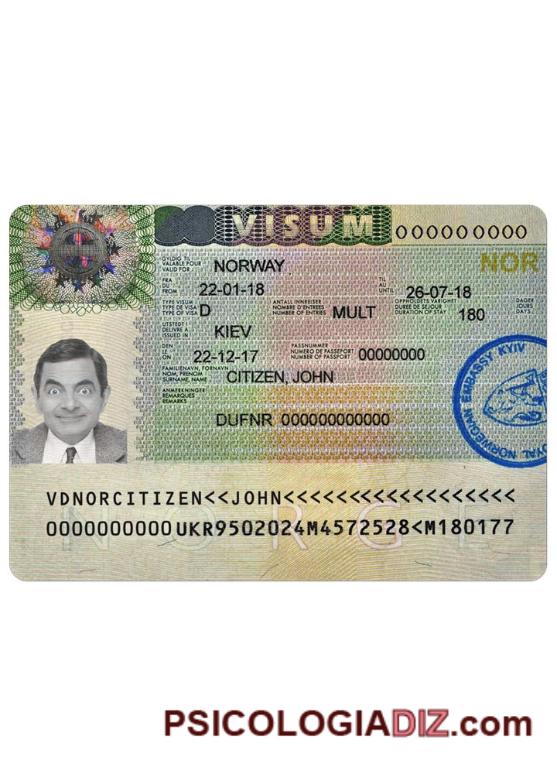 VISUM 000000000
GYLDIG TIL
VALABLE POUR
VALID FOR NORWAY
NOR
FRA TIL
DU AU
FROM 22-01-18 UNTIL 26-07-18
TYPE VISUM ANTALL INNREISER OPPHOLDETS VARIGHET DAGER
TYPE DE VISA NOMBRE D'ENTREES DUREE DE SEJOUR JOURS
TYPE OF VISA D NUMBER OF ENTRIES MULT DURATION OF STAY 180 DAYS
UTSTEDT I
DELIVRE A
ISSUED IN KIEV
DEN PASSNUMMER
LE NUMERO DE PASSEPORT
ON 22-12-17 NUMBER OF PASSPORT 00000000
FAMILIENAVN, FORNAVN
NOM, PRENOM
SURNAME, NAME CITIZEN, JOHN
ANMERKNINGER
REMARQUES
REMARKS
DUFNR 000000000000
EMBASSY KYIV
ROYAL NORWEGIAN
VDNORCITIZEN<<JOHN<<<<<<<<<<<<<<<<<<
0000000000UKR9502024M4572528<M180177
NORGE
PSICOLOGIADIZ.com